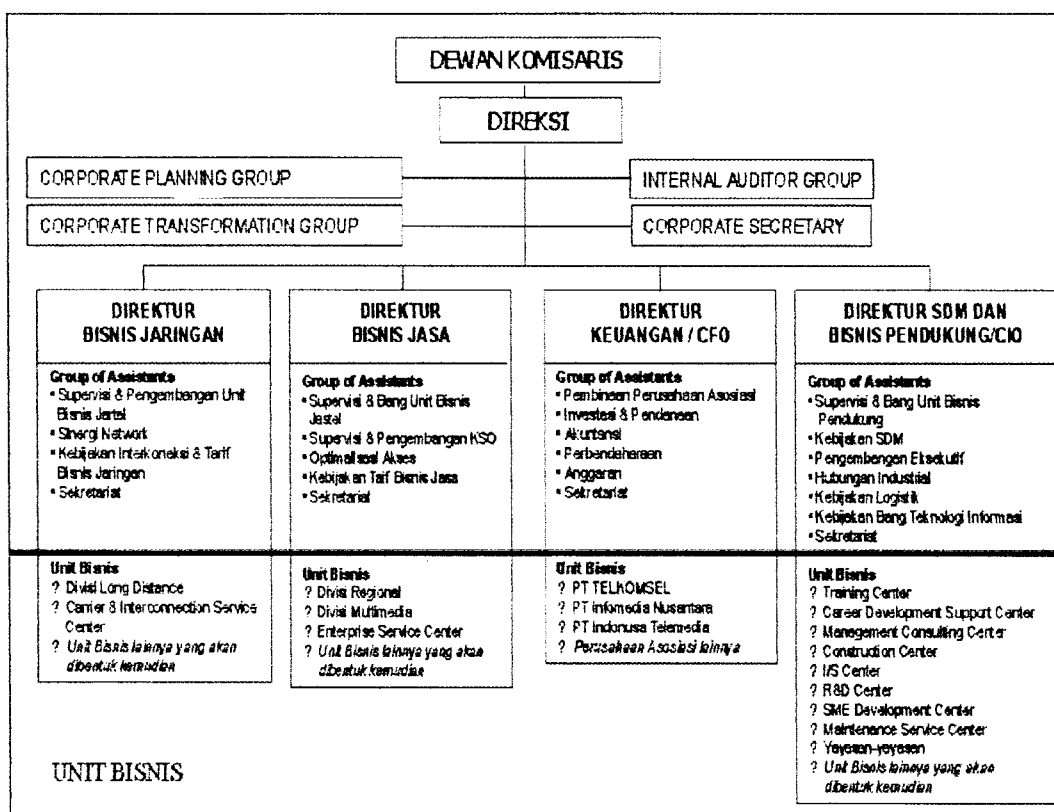 DEWAN KOMISARIS
DIREKSI
CORPORATE PLANNING GROUP
INTERNAL AUDITOR GROUP
CORPORATE TRANSFORMATION GROUP
CORPORATE SECRETARY
DIREKTUR
BISNIS JARINGAN
Group of Assistants
▪ Supervisi & Pengembangan Unit
Bisnis Jartel
▪ Sinergi Network
▪ Kebijakan Interkoneksi & Tarif
Bisnis Jaringan
▪ Sekretariat
Unit Bisnis
? Divisi Long Distance
? Carrier & Interconnection Service
Center
? Unit Bisnis lainnya yang akan
dibentuk kemudian
DIREKTUR
BISNIS JASA
Group of Assistants
▪ Supervisi & Bang Unit Bisnis
Jastel
▪ Supervisi & Pengembangan KSO
▪ Optimalisasi Akses
▪ Kebijakan Tarif Bisnis Jasa
▪ Sekretariat
Unit Bisnis
? Divisi Regional
? Divisi Multimedia
? Enterprise Service Center
? Unit Bisnis lainnya yang akan
dibentuk kemudian
DIREKTUR
KEUANGAN / CFO
Group of Assistants
▪ Pembinaan Perusahaan Asosiasi
▪ Investasi & Pendanaan
▪ Akuntansi
▪ Perbendaharaan
▪ Anggaran
▪ Sekretariat
Unit Bisnis
? PT TELKOMSEL
? PT Infomedia Nusantara
? PT Indonusa Telemedia
? Perusahaan Asosiasi lainnya
DIREKTUR SDM DAN
BISNIS PENDUKUNG/CIO
Group of Assistants
▪ Supervisi & Bang Unit Bisnis
Pendukung
▪ Kebijakan SDM
▪ Pengembangan Eksekutif
▪ Hubungan Industrial
▪ Kebijakan Logistik
▪ Kebijakan Bang Teknologi Informasi
▪ Sekretariat
Unit Bisnis
? Training Center
? Career Development Support Center
? Management Consulting Center
? Construction Center
? I/S Center
? R&D Center
? SME Development Center
? Maintenance Service Center
? Yayasan-yayasan
? Unit Bisnis lainnya yang akan
dibentuk kemudian
UNIT BISNIS